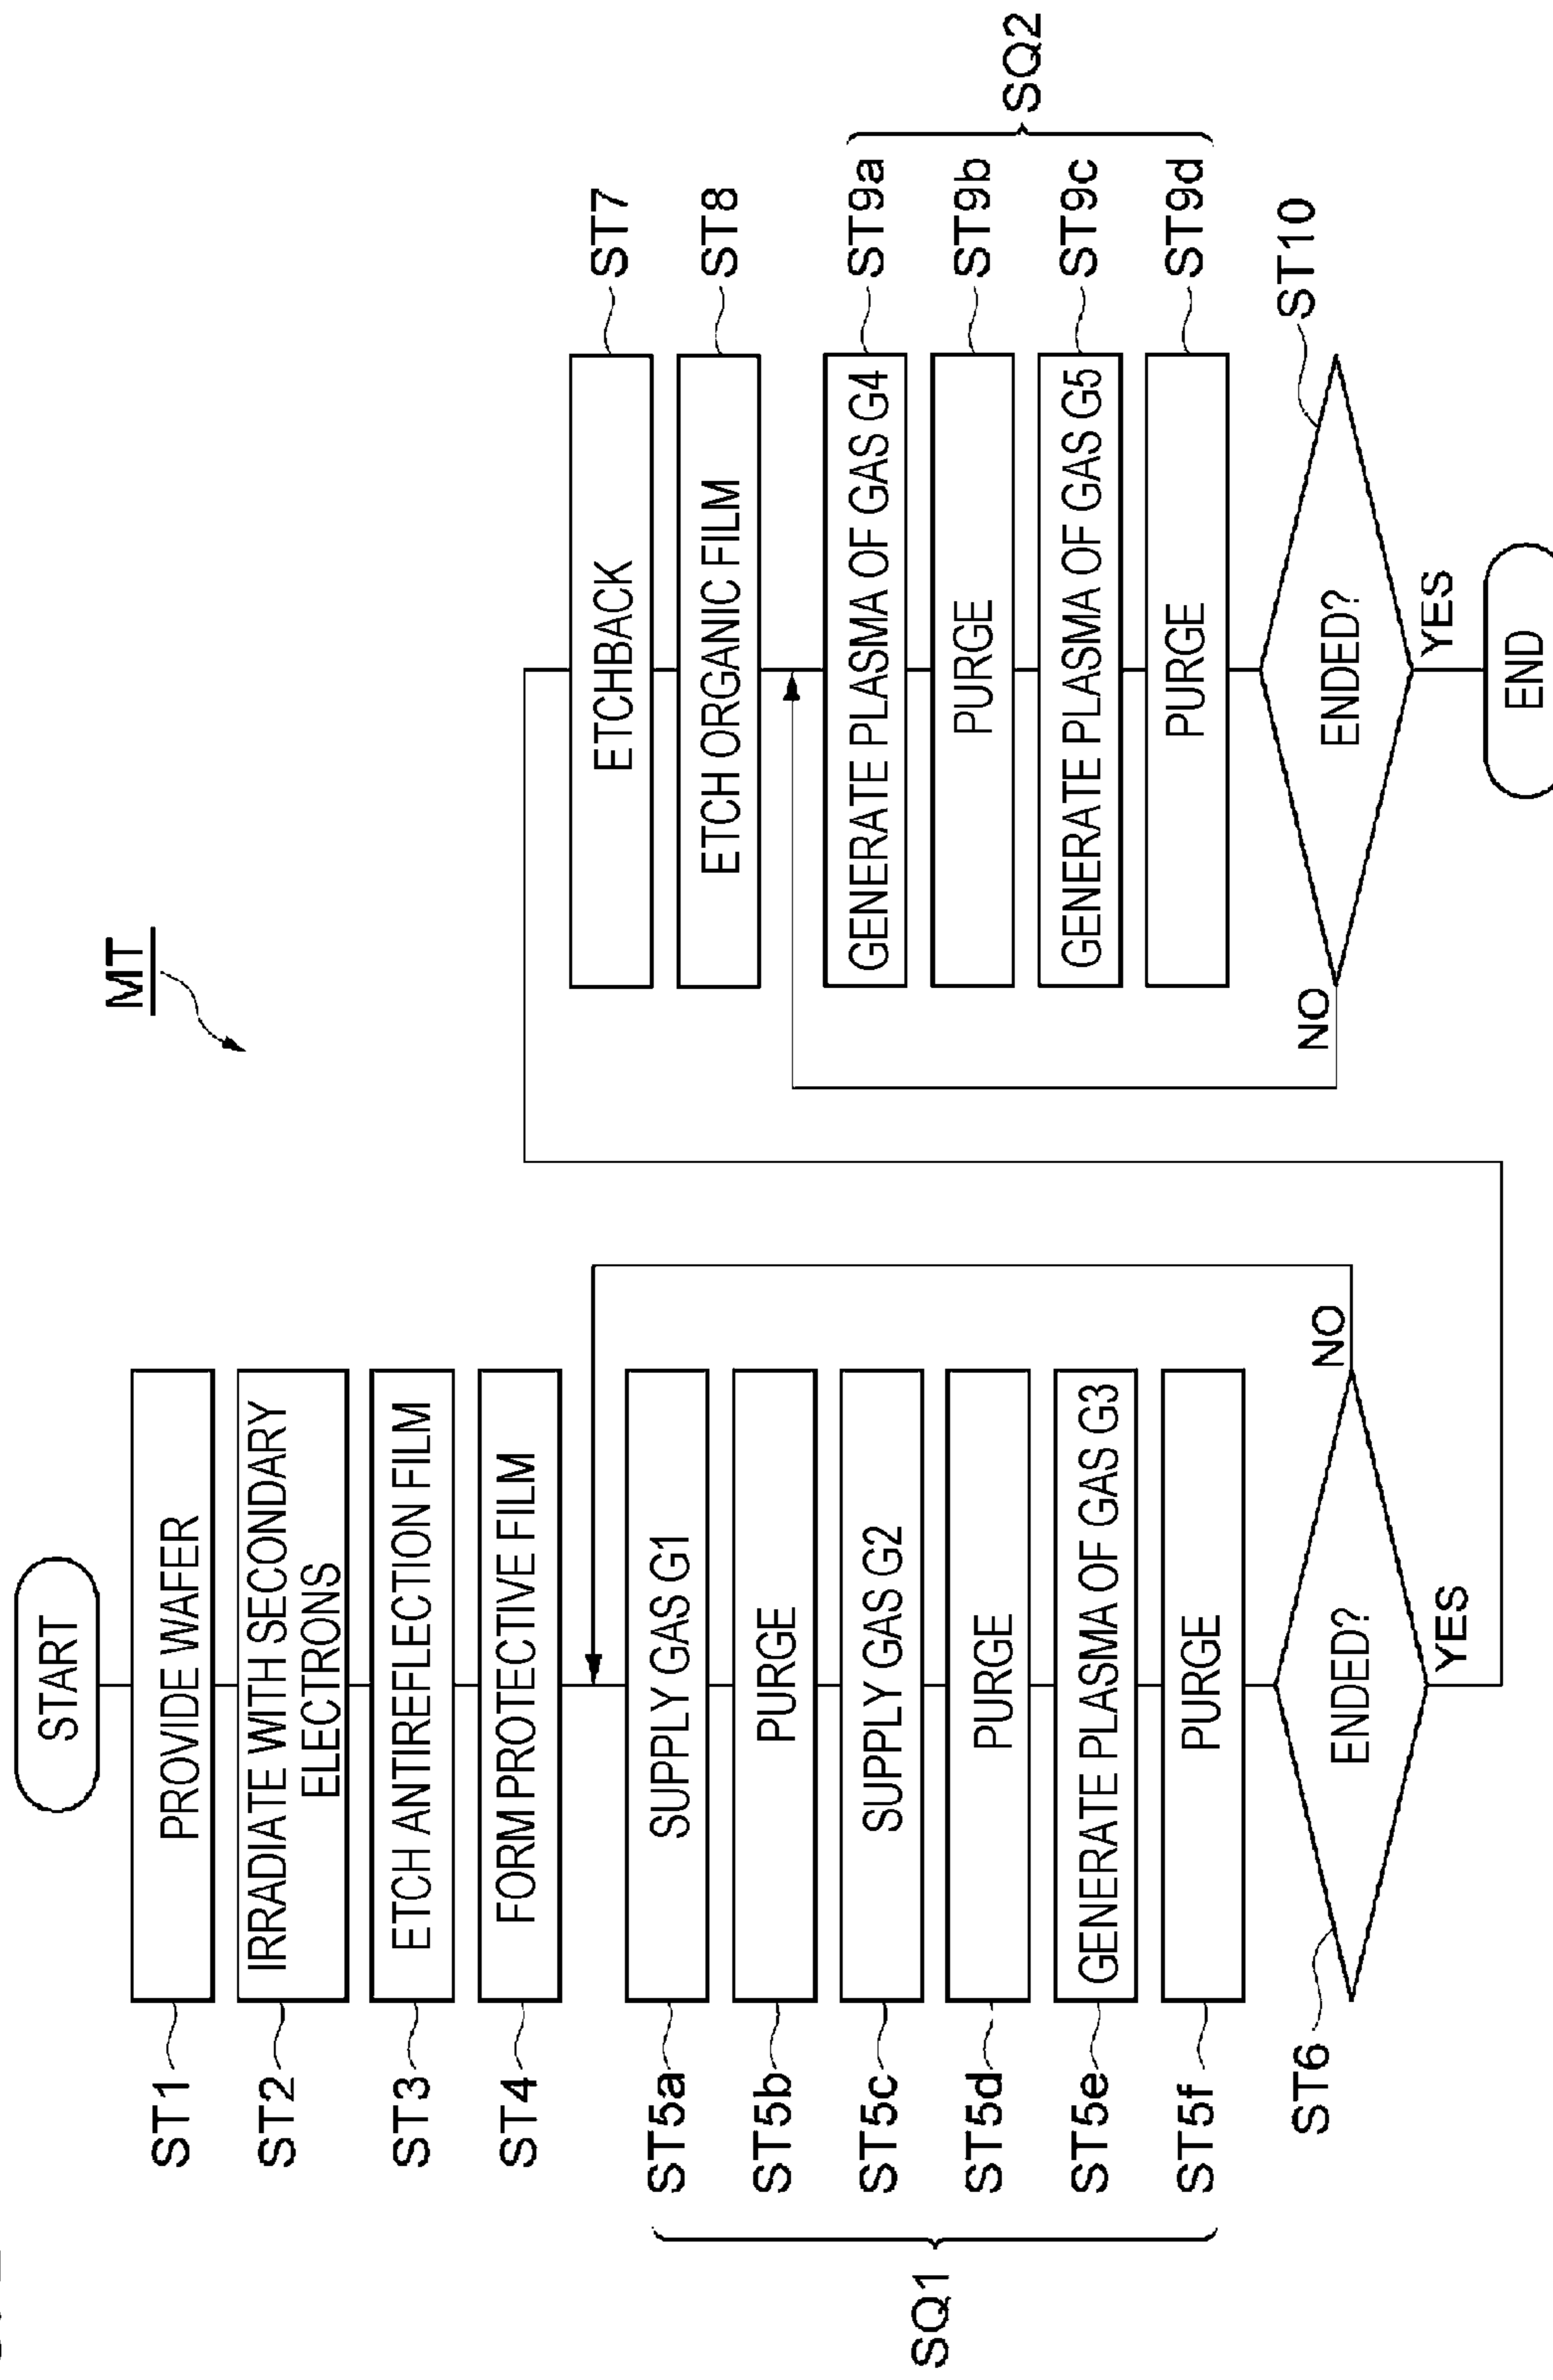 MT
START
ST1
PROVIDE WAFER
ST2
IRRADIATE WITH SECONDARY
ELECTRONS
ST3
ETCH ANTIREFLECTION FILM
ST4
FORM PROTECTIVE FILM
SQ1
ST5a
SUPPLY GAS G1
ST5b
PURGE
ST5c
SUPPLY GAS G2
ST5d
PURGE
ST5e
GENERATE PLASMA OF GAS G3
ST5f
PURGE
ST6
ENDED?
NO
YES
ETCHBACK
ST7
ETCH ORGANIC FILM
ST8
GENERATE PLASMA OF GAS G4
ST9a
PURGE
ST9b
GENERATE PLASMA OF GAS G5
ST9c
PURGE
ST9d
SQ2
ENDED?
ST10
NO
YES
END